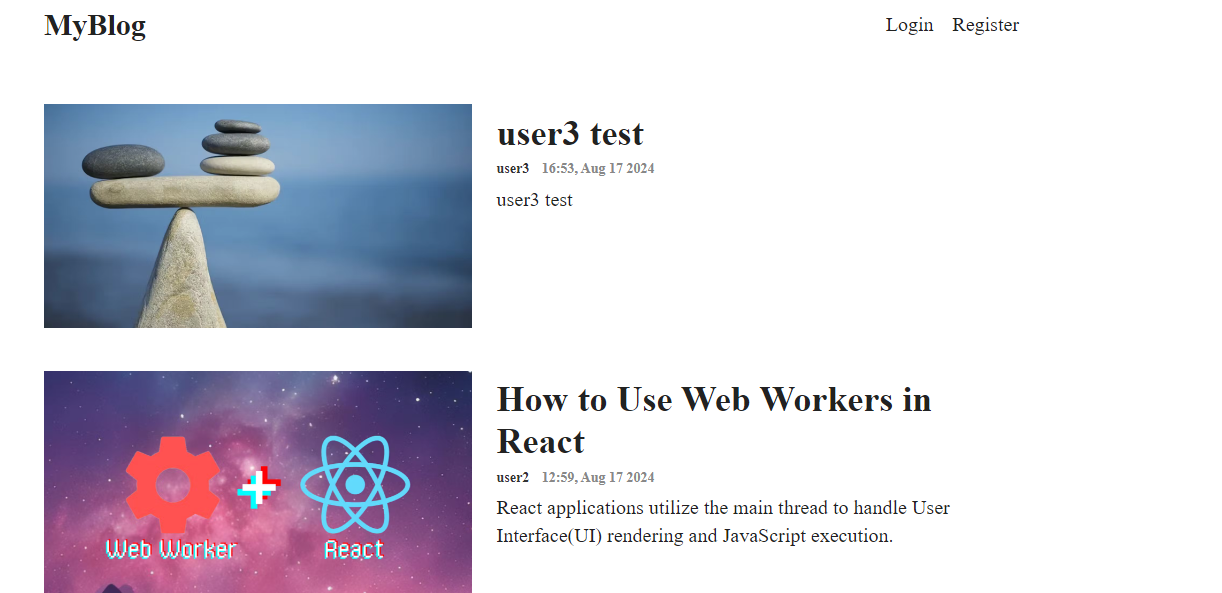 MyBlog
Login Register
user3 test
user3 16:53, Aug 17 2024
user3 test
How to Use Web Workers in
React
user2 12:59, Aug 17 2024
React applications utilize the main thread to handle User
Interface(UI) rendering and JavaScript execution.
Web Worker React